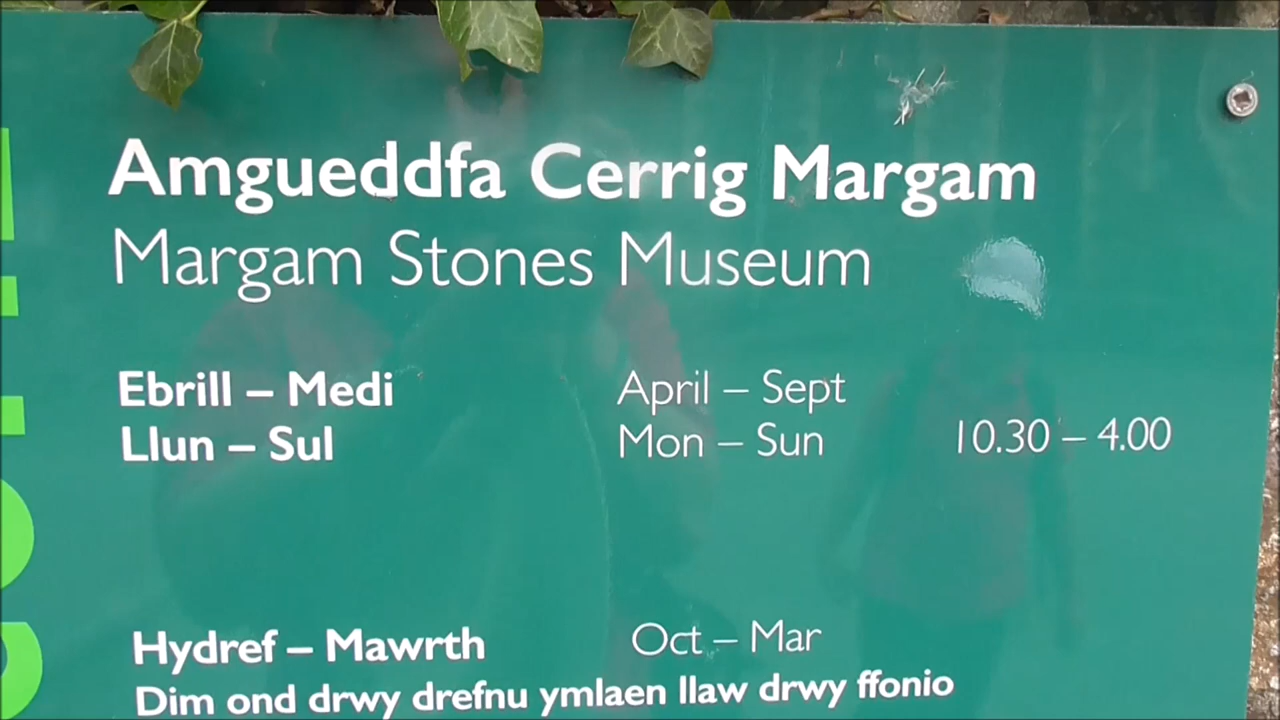 Amgueddfa Cerrig Margam
Margam Stones Museum
Ebrill – Medi April – Sept
Llun – Sul Mon – Sun 10.30 – 4.00
Hydref – Mawrth Oct – Mar
Dim ond drwy drefnu ymlaen llaw drwy ffonio